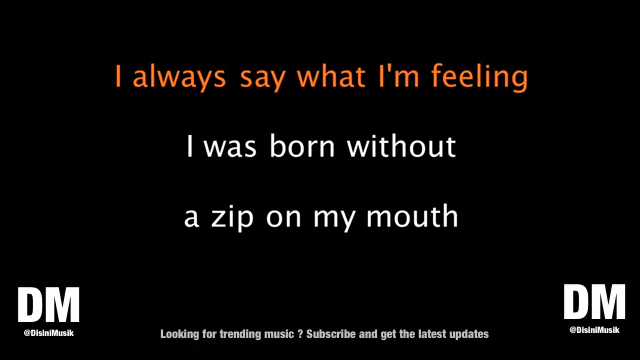 I always say what I'm feeling
I was born without
a zip on my mouth
DM
@DisiniMusik
DM
@DisiniMusik
Looking for trending music ? Subscribe and get the latest updates